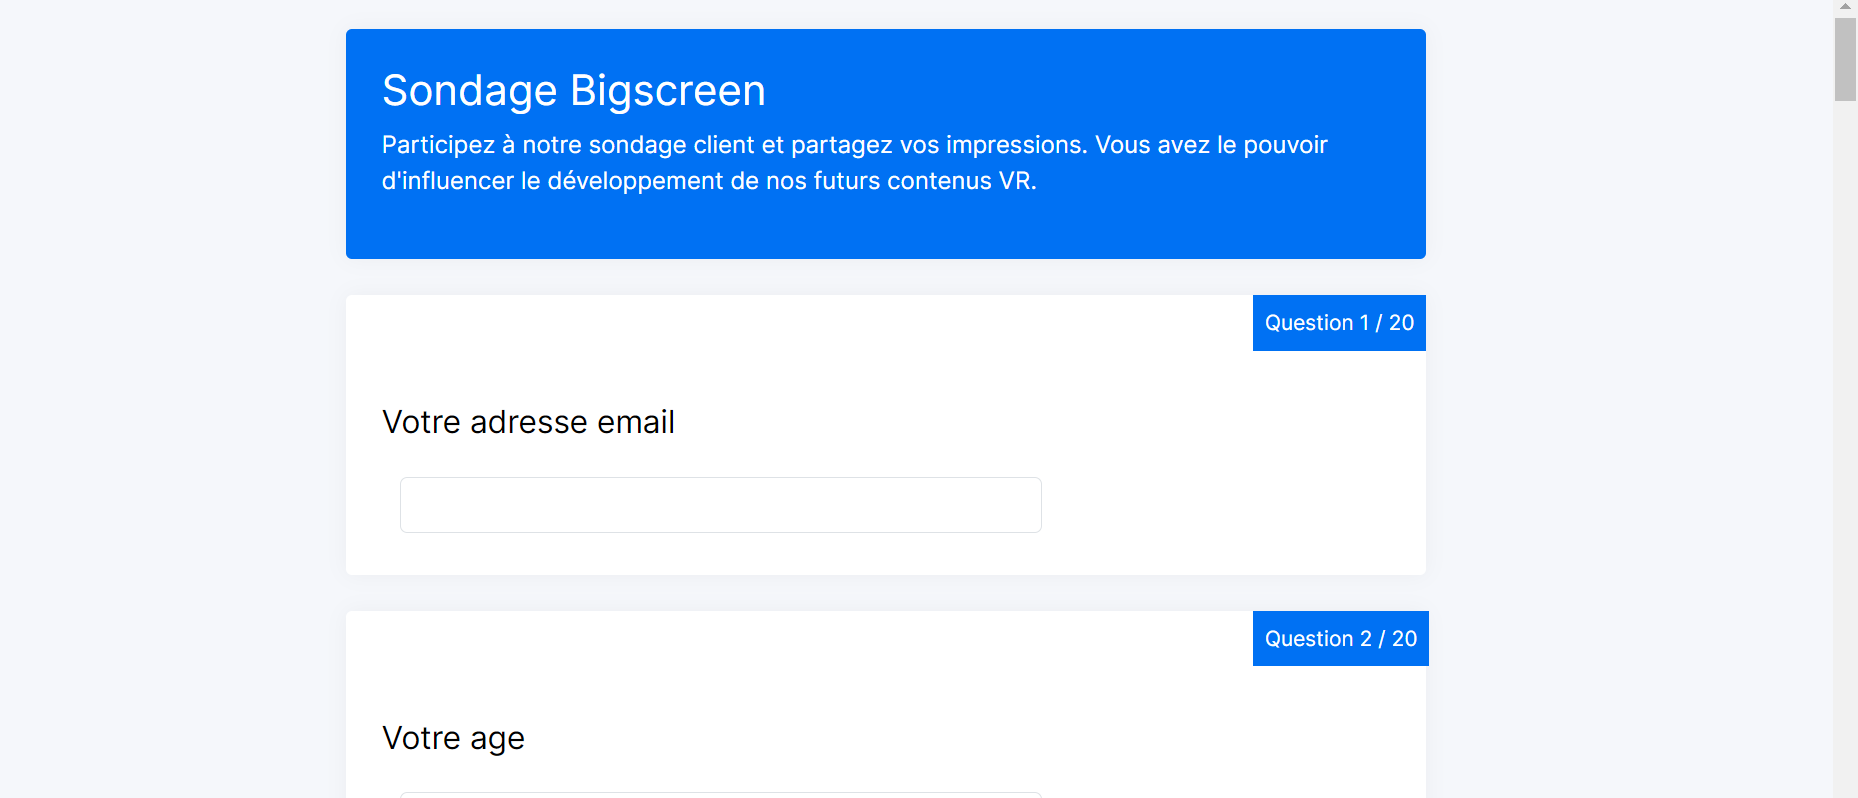 Sondage Bigscreen
Participez à notre sondage client et partagez vos impressions. Vous avez le pouvoir
d'influencer le développement de nos futurs contenus VR.
Question 1 / 20
Votre adresse email
Question 2 / 20
Votre age